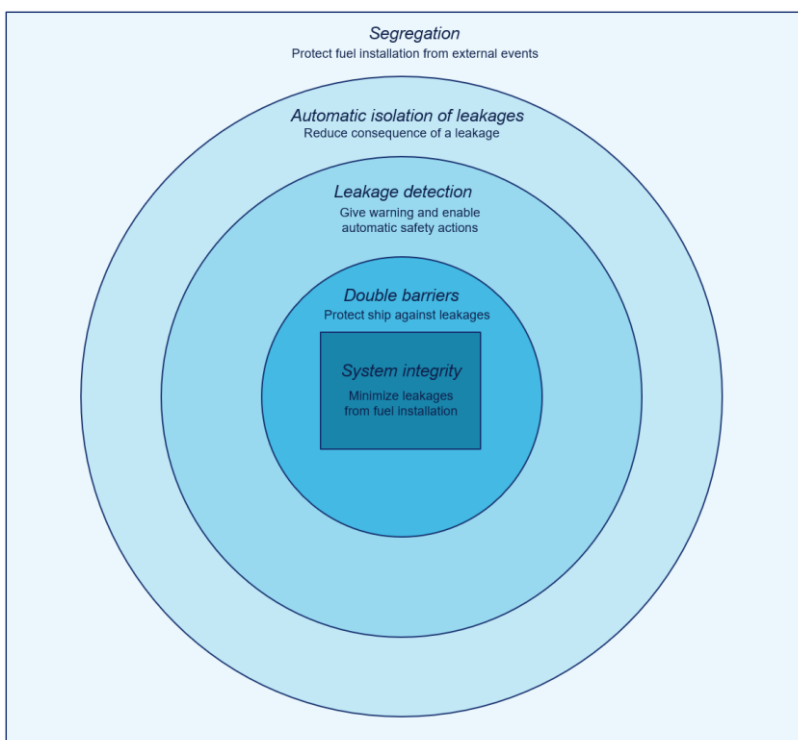 Segregation
Protect fuel installation from external events
Automatic isolation of leakages
Reduce consequence of a leakage
Leakage detection
Give warning and enable
automatic safety actions
Double barriers
Protect ship against leakages
System integrity
Minimize leakages
from fuel installation